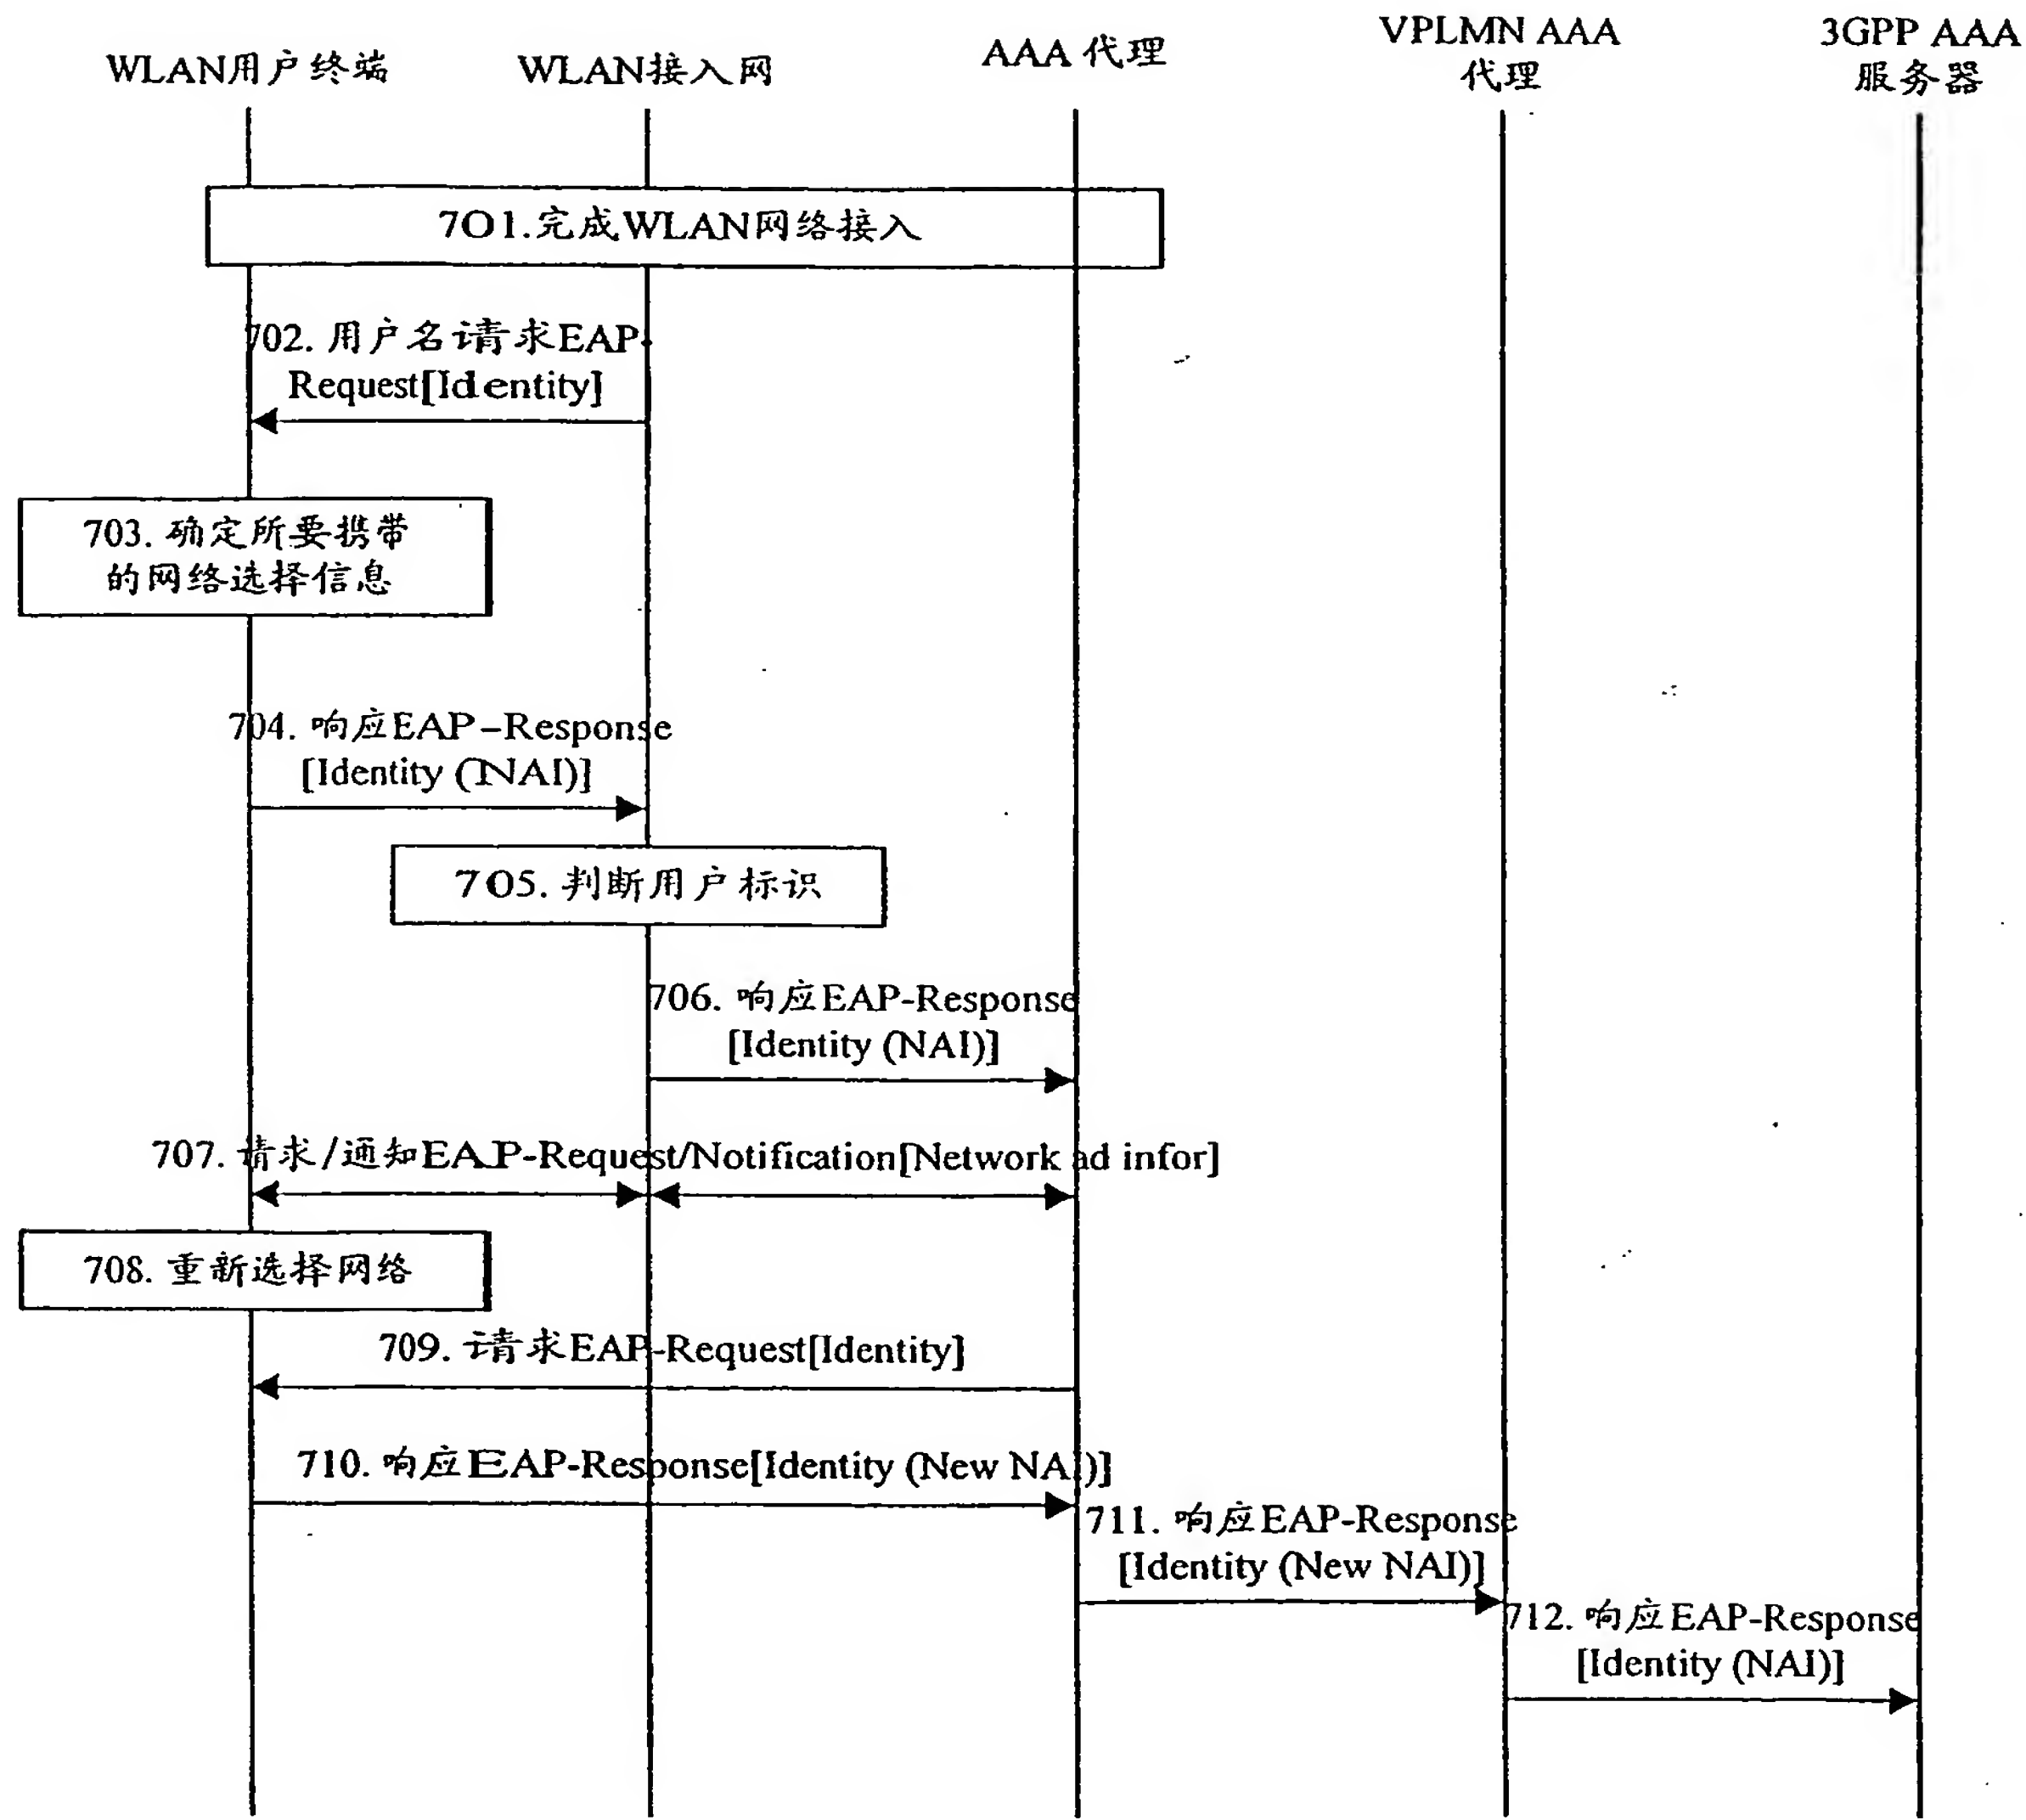 WLAN用户终端
WLAN接入网
AAA 代理
VPLMN AAA
代理
3GPP AAA
服务器
701.完成WLAN网络接入
702. 用户名请求EAP-
Request[Identity]
703. 确定所要携带
的网络选择信息
704. 响应EAP-Response
[Identity (NAI)]
705. 判断用户标识
706. 响应EAP-Response
[Identity (NAI)]
707. 请求/通知EAP-Request/Notification[Network ad infor]
708. 重新选择网络
709. 请求EAP-Request[Identity]
710. 响应EAP-Response[Identity (New NAI)]
711. 响应EAP-Response
[Identity (New NAI)]
712. 响应EAP-Response
[Identity (NAI)]